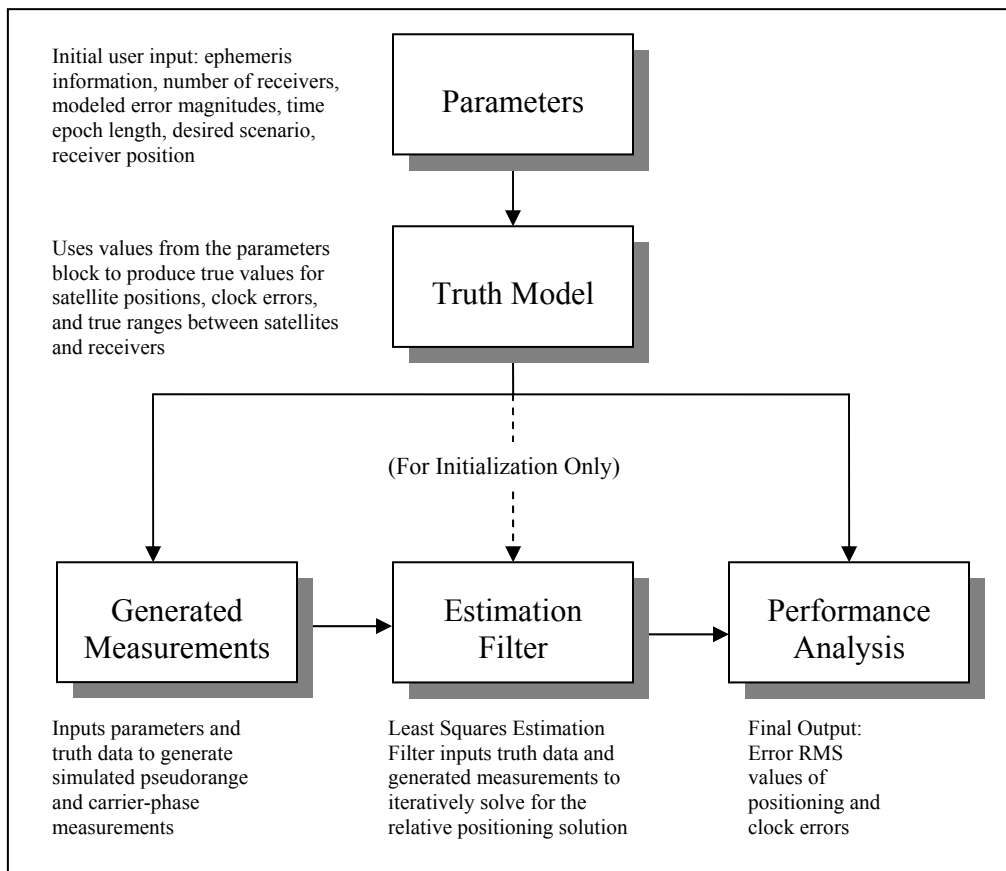 Initial user input: ephemeris
information, number of receivers,
modeled error magnitudes, time
epoch length, desired scenario,
receiver position
Parameters
Uses values from the parameters
block to produce true values for
satellite positions, clock errors,
and true ranges between satellites
and receivers
Truth Model
(For Initialization Only)
Generated
Measurements
Estimation
Filter
Performance
Analysis
Inputs parameters and
truth data to generate
simulated pseudorange
and carrier-phase
measurements
Least Squares Estimation
Filter inputs truth data and
generated measurements to
iteratively solve for the
relative positioning solution
Final Output:
Error RMS
values of
positioning and
clock errors